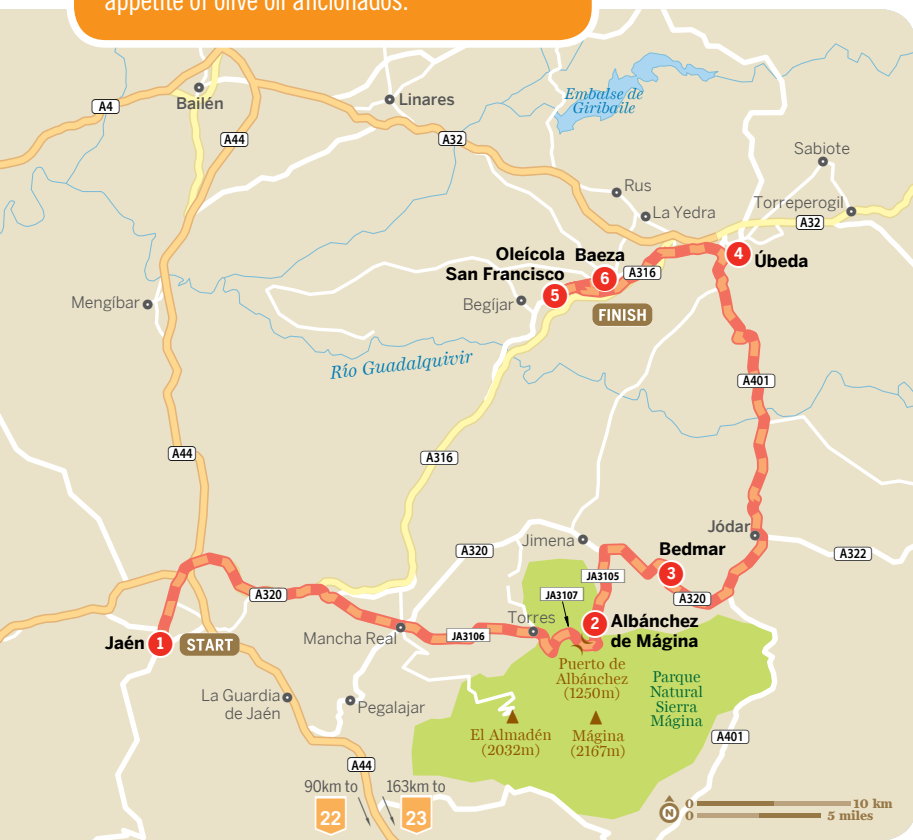 appetite of olive oil aficionados.
Embalse de
Giribaile
A4
Bailén
Linares
A44
A32
Sabiote
Rus
Torreperogil
La Yedra
A32
Oleícola
San Francisco
Baeza
4
Úbeda
6
A316
5
Begíjar
FINISH
Mengíbar
Río Guadalquivir
A401
A44
A316
Jódar
Jimena
A320
Bedmar
A322
3
JA3105
A320
JA3107
A320
Torres
2
Albánchez
de Mágina
JA3106
Mancha Real
Jaén
1
START
Puerto de
Albánchez
(1250m)
Parque
Natural
Sierra
Mágina
La Guardia
de Jaén
Pegalajar
El Almadén
(2032m)
Mágina
(2167m)
A401
A44
90km to
22
163km to
23
N
0
10 km
0
5 miles